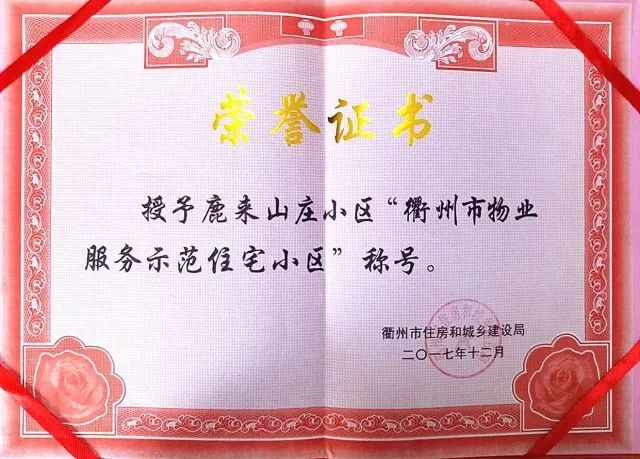 荣誉证书
授予鹿来山庄小区“衢州市物业
服务示范住宅小区”称号。
衢州市住房和城乡建设局
二〇一七年十二月